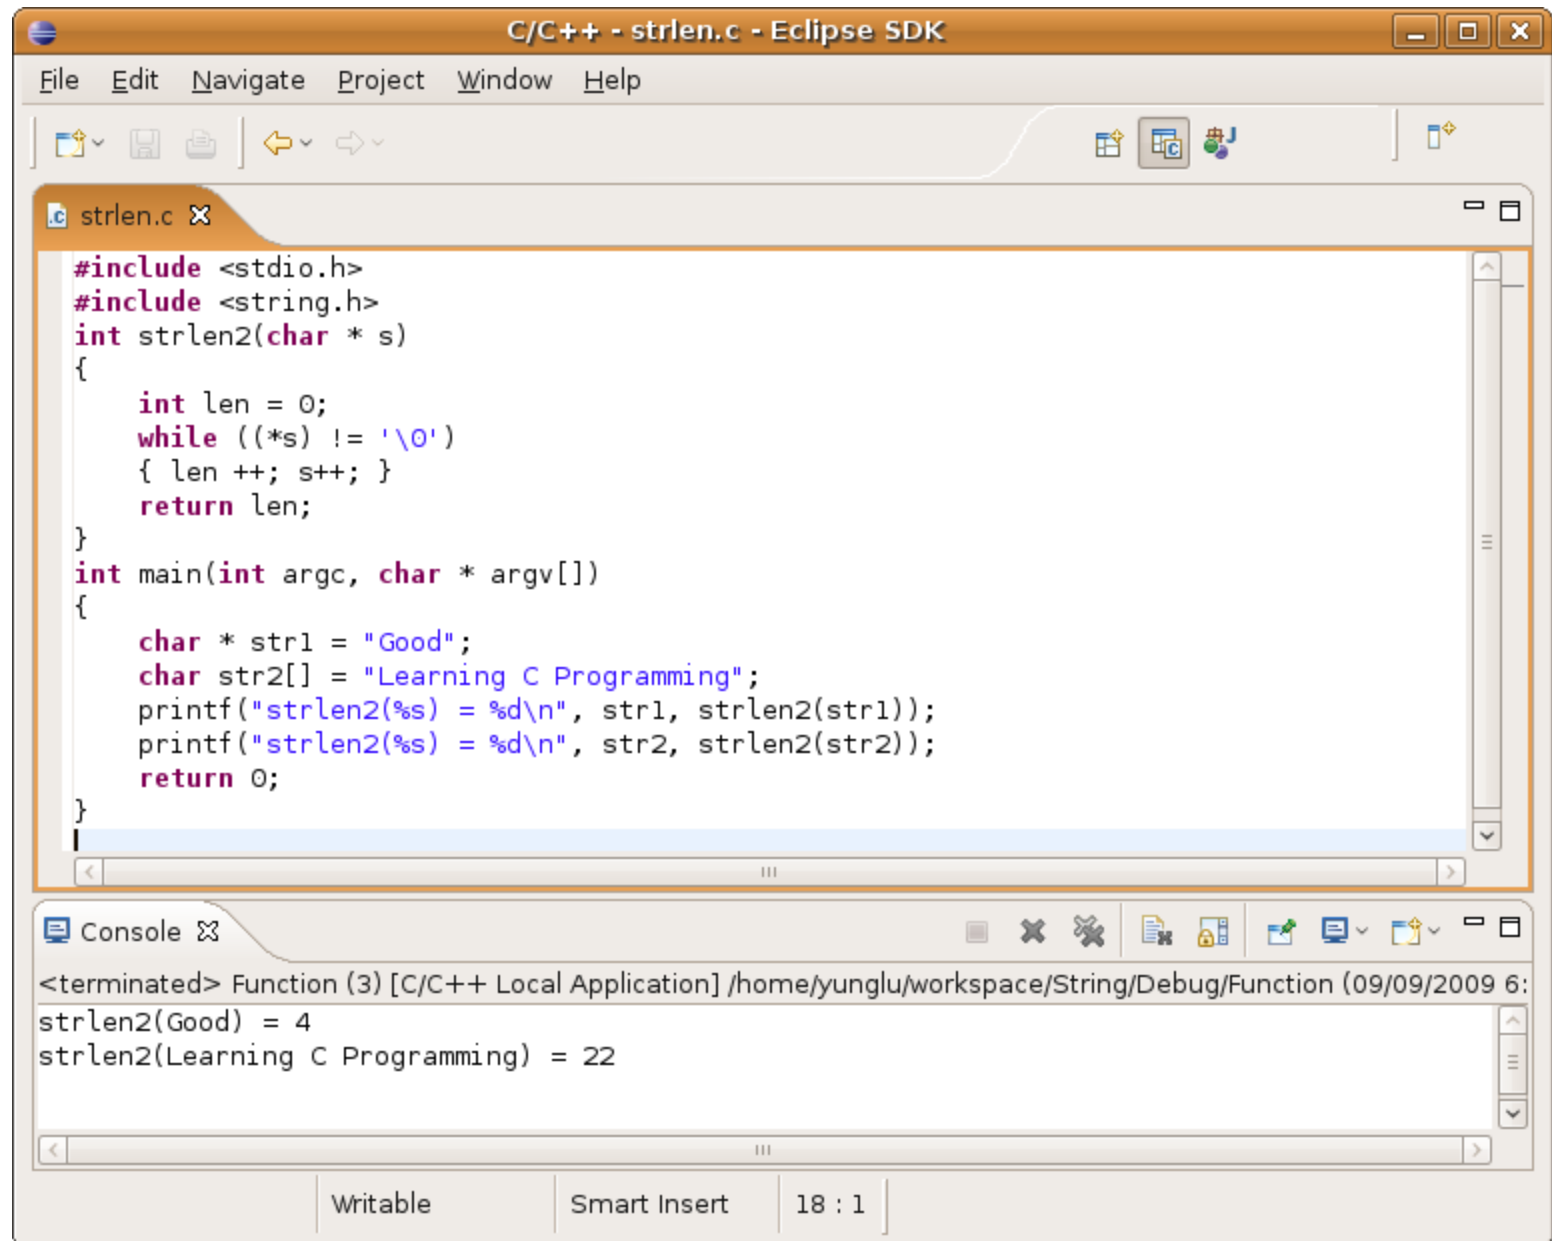 C/C++ - strlen.c - Eclipse SDK
File Edit Navigate Project Window Help
strlen.c
#include <stdio.h>
#include <string.h>
int strlen2(char * s)
{
    int len = 0;
    while ((*s) != '\0')
    { len ++; s++; }
    return len;
}
int main(int argc, char * argv[])
{
    char * str1 = "Good";
    char str2[] = "Learning C Programming";
    printf("strlen2(%s) = %d\n", str1, strlen2(str1));
    printf("strlen2(%s) = %d\n", str2, strlen2(str2));
    return 0;
}
Console
<terminated> Function (3) [C/C++ Local Application] /home/yunglu/workspace/String/Debug/Function (09/09/2009 6:
strlen2(Good) = 4
strlen2(Learning C Programming) = 22
Writable Smart Insert 18 : 1